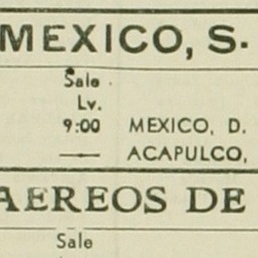 MEXICO, S.
Sale
Lv.
9:00 MEXICO, D.
— ACAPULCO,
AEREOS DE
Sale